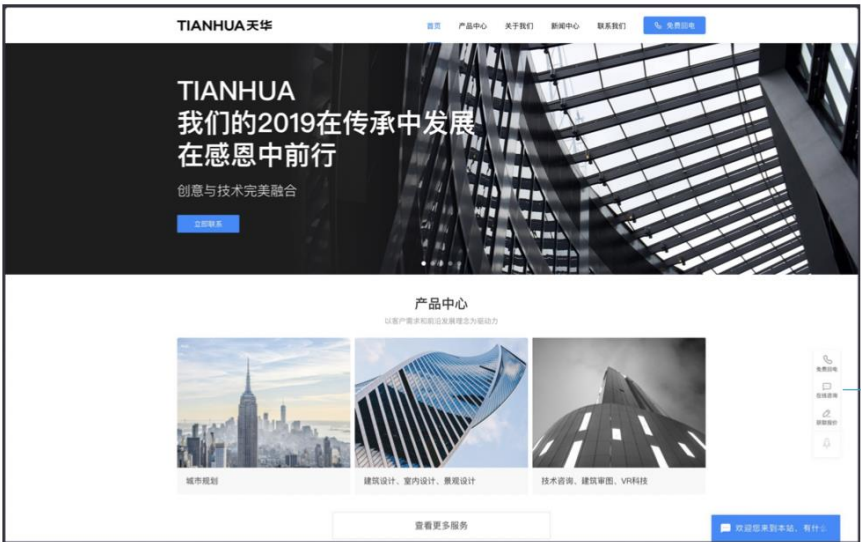 TIANHUA天华
首页 产品中心 关于我们 新闻中心 联系我们 免费回电
TIANHUA
我们的2019在传承中发展
在感恩中前行
创意与技术完美融合
立即联系
产品中心
以客户需求和前沿发展理念为驱动力
城市规划
建筑设计、室内设计、景观设计
技术咨询、建筑审图、VR科技
查看更多服务
免费回电
在线咨询
欢迎您来到本站，有什